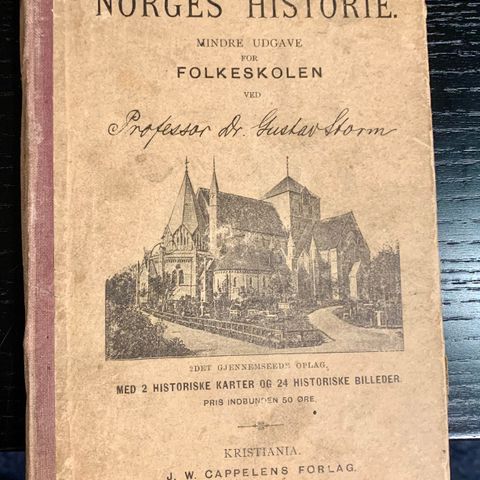 NORGES HISTORIE.
MINDRE UDGAVE
FOR
FOLKESKOLEN
VED
Professor Dr. Gustav Storm
2DET GJENNEMSEEDE OPLAG.
MED 2 HISTORISKE KARTER OG 24 HISTORISKE BILLEDER.
PRIS INDBUNDEN 50 ØRE.
KRISTIANIA.
J. W. CAPPELENS FORLAG.